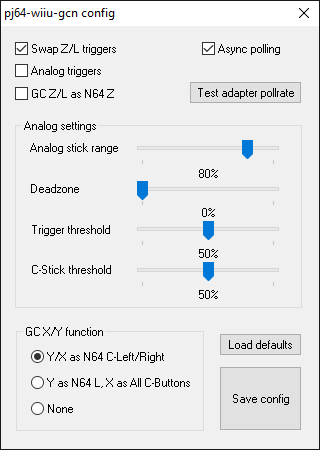 pj64-wiiu-gcn config
Swap Z/L triggers
Async polling
Analog triggers
GC Z/L as N64 Z
Test adapter pollrate
Analog settings
Analog stick range
80%
Deadzone
0%
Trigger threshold
50%
C-Stick threshold
50%
GC X/Y function
Y/X as N64 C-Left/Right
Y as N64 L, X as All C-Buttons
None
Load defaults
Save config